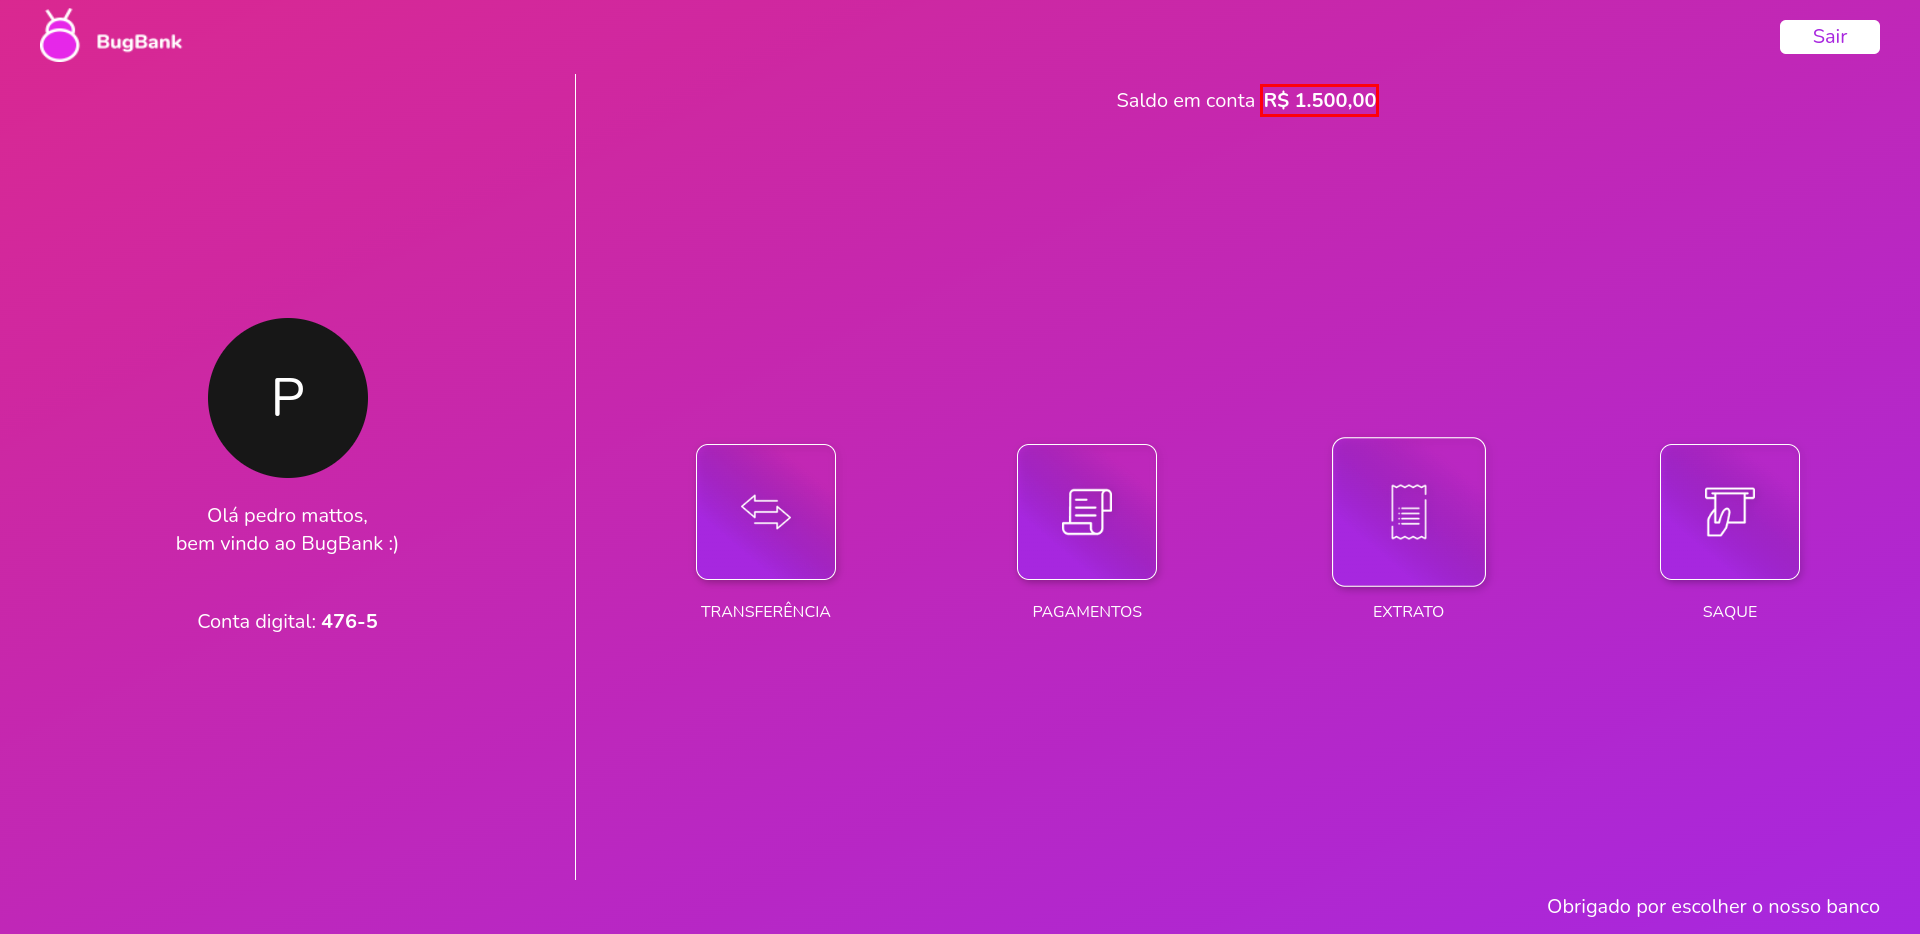 BugBank
Sair
Saldo em conta R$ 1.500,00
P
Olá pedro mattos,
bem vindo ao BugBank :)
Conta digital: 476-5
TRANSFERÊNCIA
PAGAMENTOS
EXTRATO
SAQUE
Obrigado por escolher o nosso banco